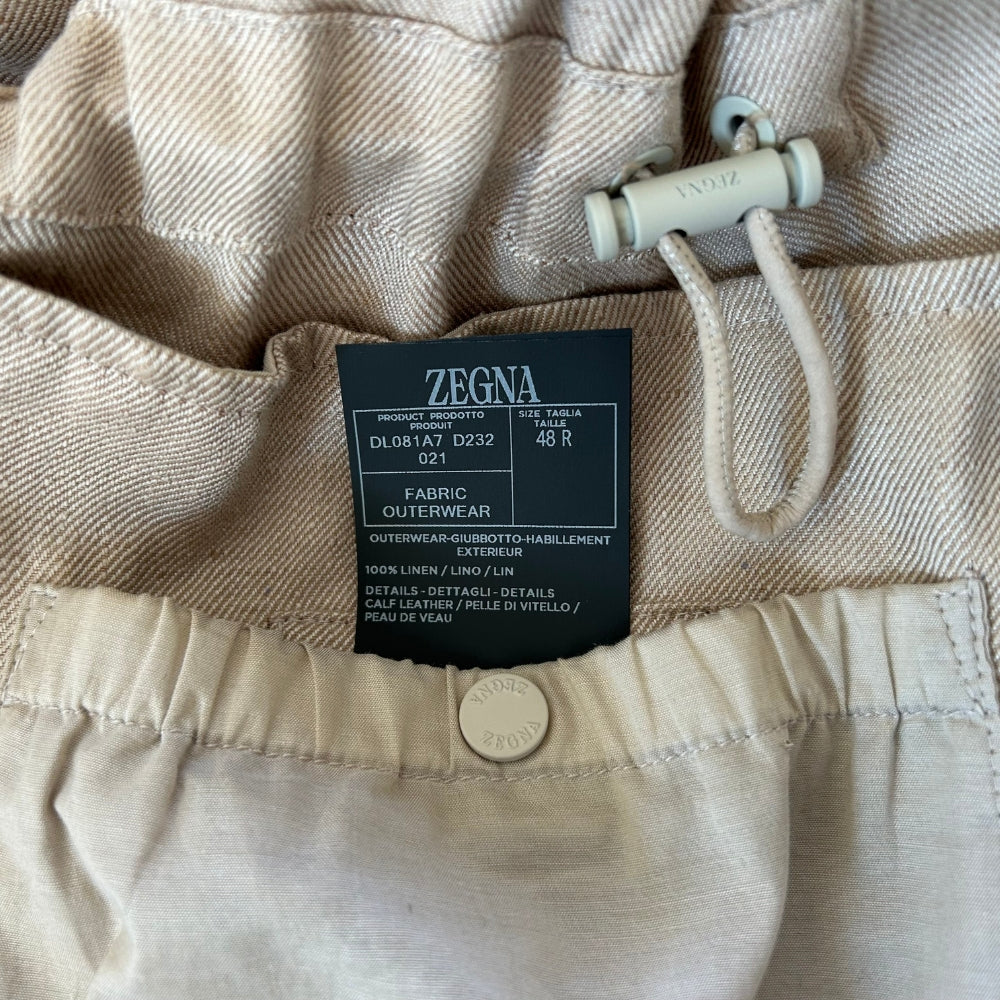 ZEGNA
ZEGNA
PRODUCT PRODOTTO
PRODUIT
DL081A7 D232
021
SIZE TAGLIA
TAILLE
48 R
FABRIC
OUTERWEAR
OUTERWEAR-GIUBBOTTO-HABILLEMENT
EXTERIEUR
100% LINEN / LINO / LIN
DETAILS - DETTAGLI - DETAILS
CALF LEATHER / PELLE DI VITELLO /
PEAU DE VEAU
ZEGNA
ZEGNA